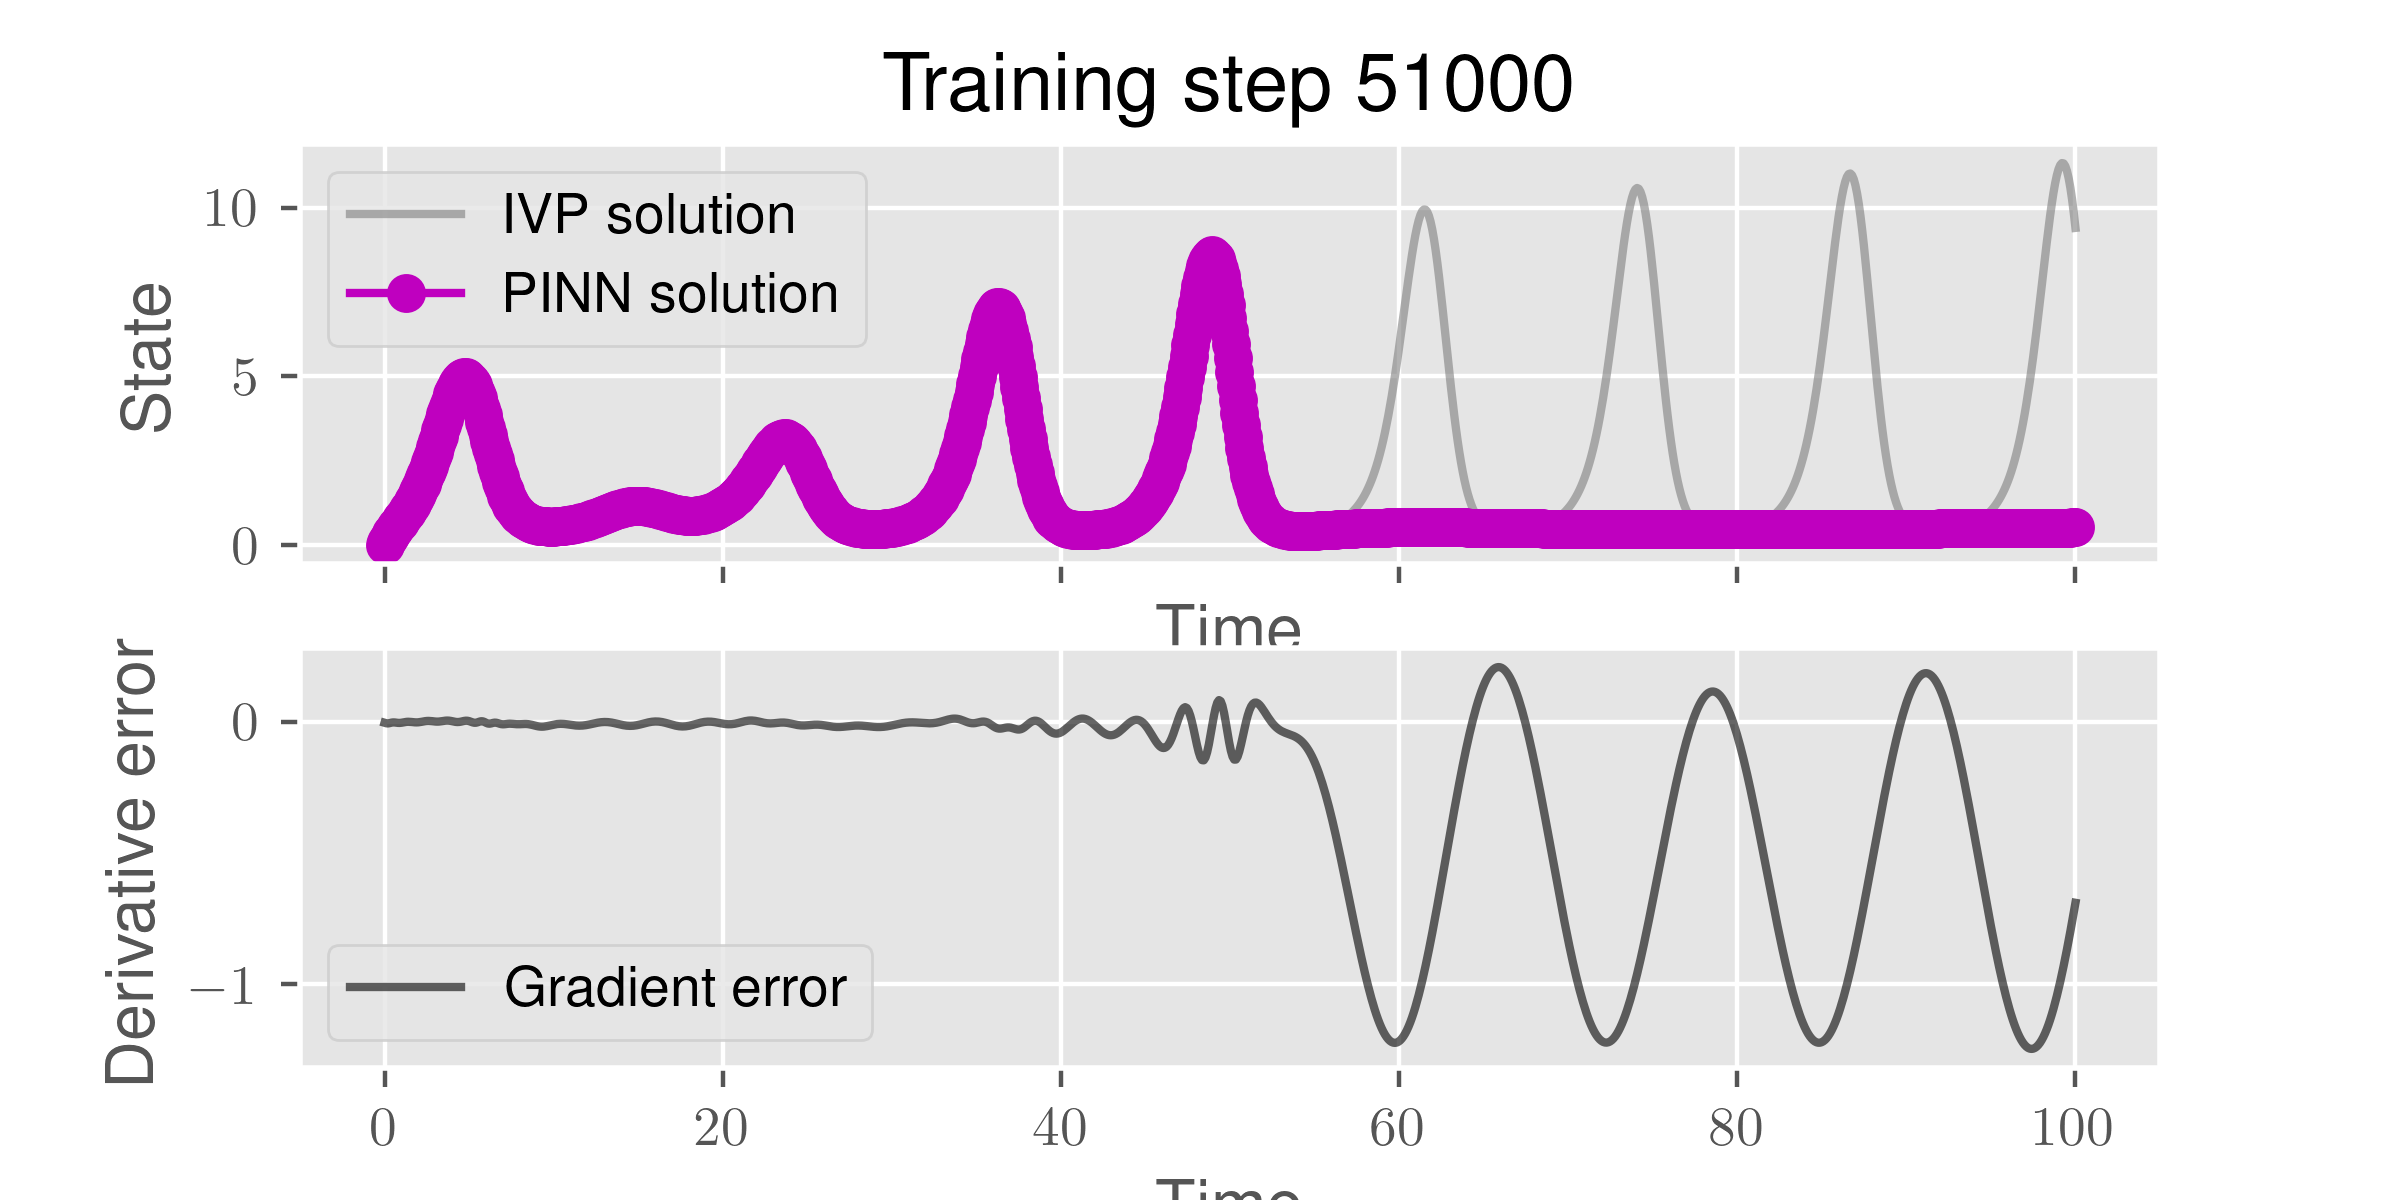 Training step 51000
IVP solution
PINN solution
State
10
5
0
Time
Derivative error
0
−1
Gradient error
0 20 40 60 80 100
Time